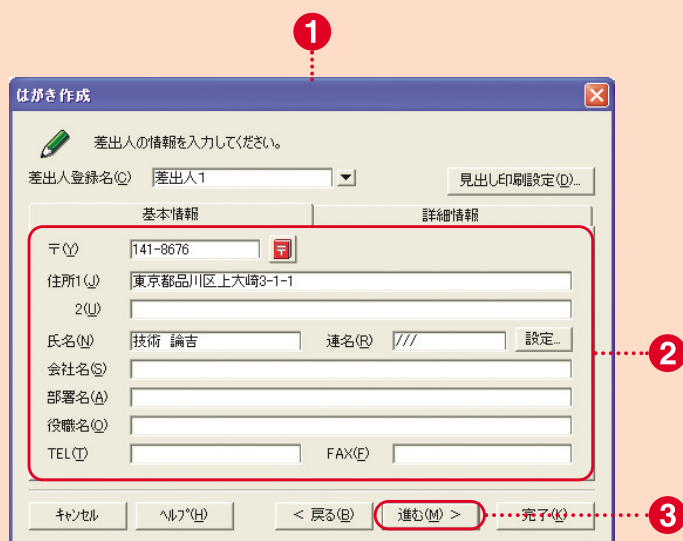 1
はがき作成
差出人の情報を入力してください。
差出人登録名(C) 差出人1 見出し印刷設定(D)...
基本情報 詳細情報
〒(Y) 141-8676 〒
住所1(J) 東京都品川区上大崎3-1-1
2(U)
氏名(N) 技術 論吉 連名(R) /// 設定...
2
会社名(S)
部署名(A)
役職名(O)
TEL(T) FAX(F)
キャンセル ヘルプ(H) < 戻る(B) 進む(M) > 完了(K) 3